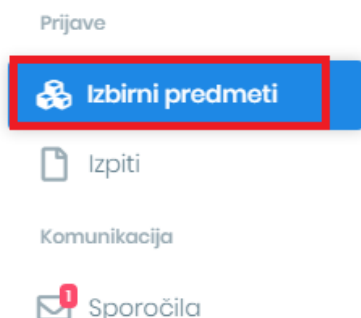 Prijave
Izbirni predmeti
Izpiti
Komunikacija
1
Sporočila